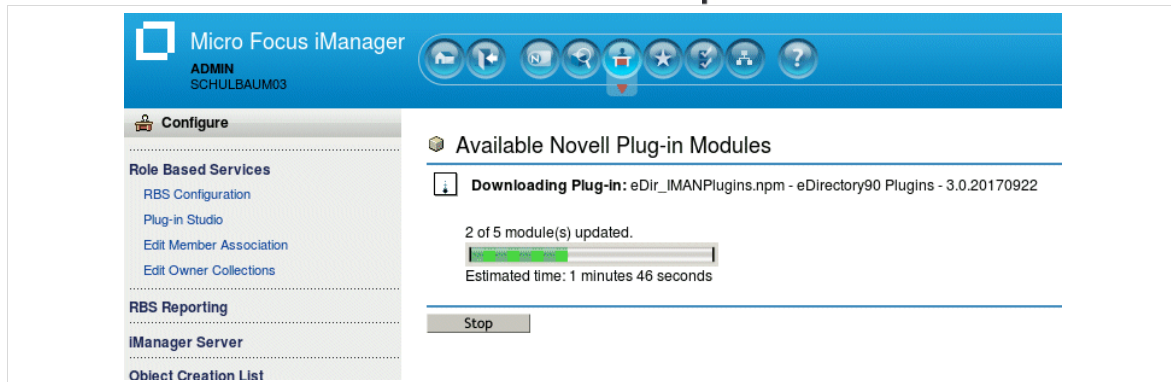 Micro Focus iManager
ADMIN
SCHULBAUM03
Configure
Role Based Services
RBS Configuration
Plug-in Studio
Edit Member Association
Edit Owner Collections
RBS Reporting
iManager Server
Object Creation List
Available Novell Plug-in Modules
Downloading Plug-in: eDir_IMANPlugins.npm - eDirectory90 Plugins - 3.0.20170922
2 of 5 module(s) updated.
Estimated time: 1 minutes 46 seconds
Stop